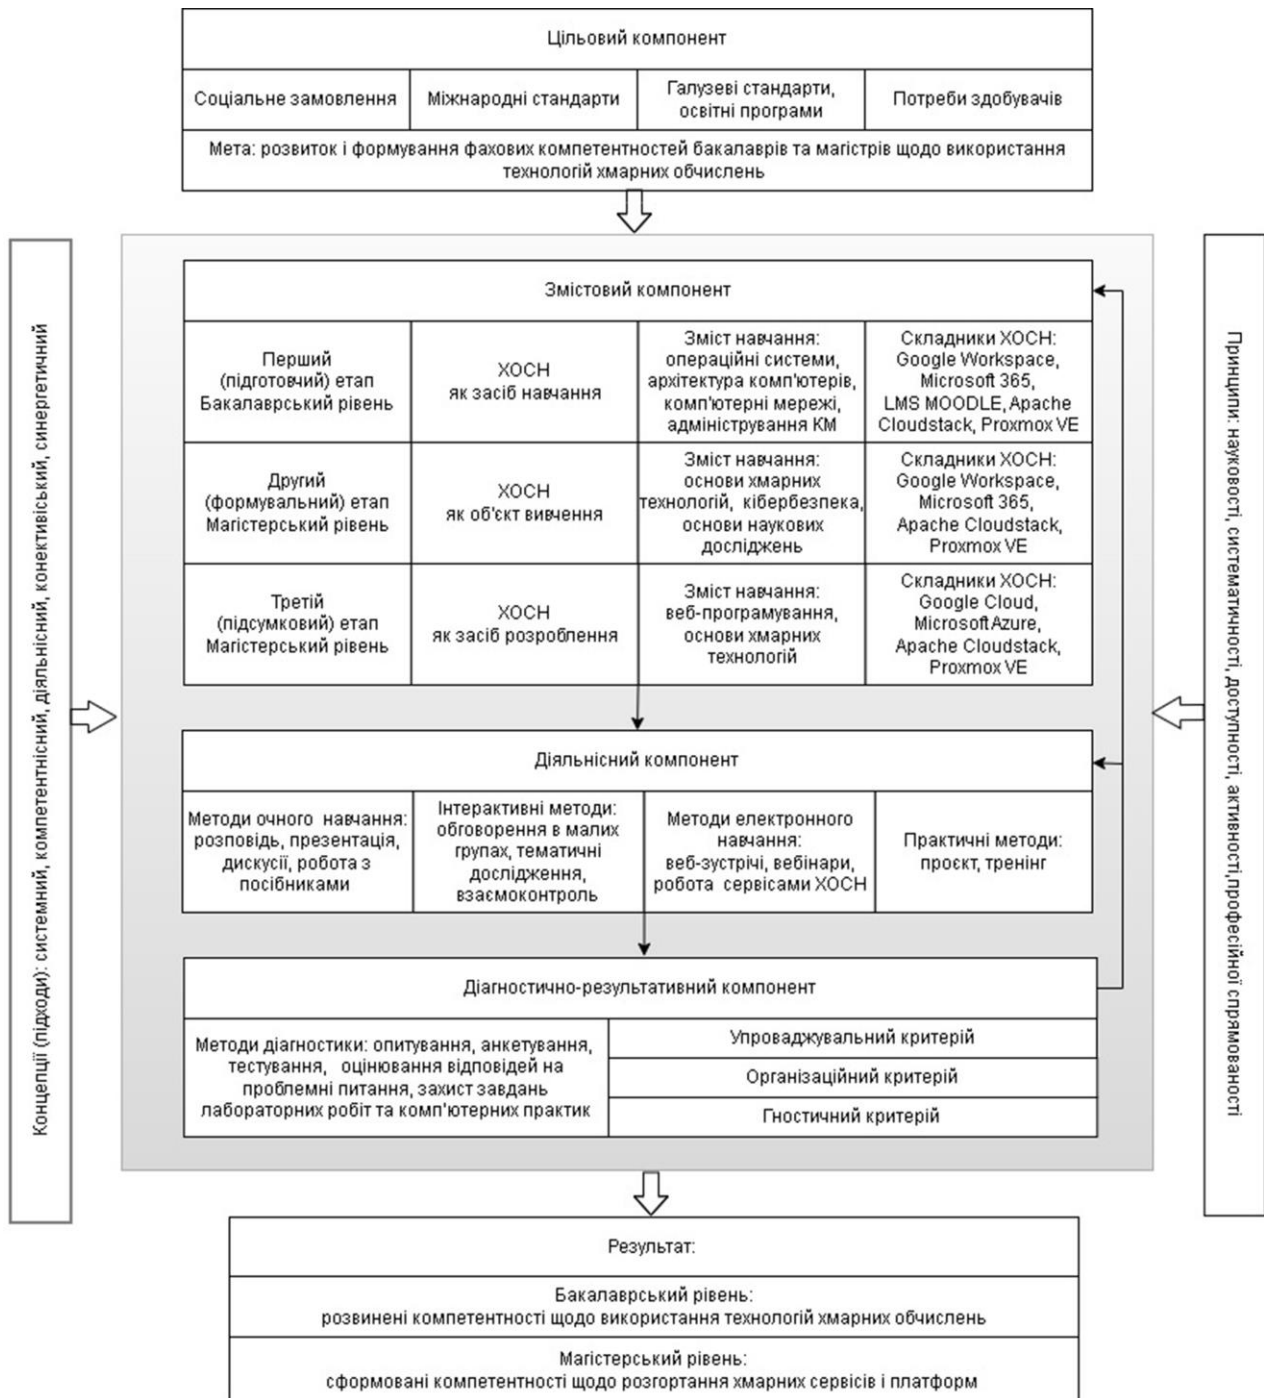 Цільовий компонент
Соціальне замовлення
Міжнародні стандарти
Галузеві стандарти,
освітні програми
Потреби здобувачів
Мета: розвиток і формування фахових компетентностей бакалаврів та магістрів щодо використання
технологій хмарних обчислень
Концепції (підходи): системний, компетентнісний, діяльнісний, конективіський, синергетичний
Змістовий компонент
Перший
(підготовчий) етап
Бакалаврський рівень
ХОСН
як засіб навчання
Зміст навчання:
операційні системи,
архітектура комп'ютерів,
комп'ютерні мережі,
адміністрування КМ
Складники ХОСН:
Google Workspace,
Microsoft 365,
LMS MOODLE, Apache
Cloudstack, Proxmox VE
Другий
(формувальний) етап
Магістерський рівень
ХОСН
як об'єкт вивчення
Зміст навчання:
основи хмарних
технологій, кібербезпека,
основи наукових
досліджень
Складники ХОСН:
Google Workspace,
Microsoft 365,
Apache Cloudstack,
Proxmox VE
Третій
(підсумковий) етап
Магістерський рівень
ХОСН
як засіб розроблення
Зміст навчання:
веб-програмування,
основи хмарних
технологій
Складники ХОСН:
Google Cloud,
Microsoft Azure,
Apache Cloudstack,
Proxmox VE
Діяльнісний компонент
Методи очного навчання:
розповідь, презентація,
дискусії, робота з
посібниками
Інтерактивні методи:
обговорення в малих
групах, тематичні
дослідження,
взаємоконтроль
Методи електронного
навчання:
веб-зустрічі, вебінари,
робота сервісами ХОСН
Практичні методи:
проєкт, тренінг
Діагностично-результативний компонент
Методи діагностики: опитування, анкетування,
тестування, оцінювання відповідей на
проблемні питання, захист завдань
лабораторних робіт та комп'ютерних практик
Упроваджувальний критерій
Організаційний критерій
Гностичний критерій
Принципи: науковості, систематичності, доступності, активності,професійної спрямованості
Результат:
Бакалаврський рівень:
розвинені компетентності щодо використання технологій хмарних обчислень
Магістерський рівень:
сформовані компетентності щодо розгортання хмарних сервісів і платформ